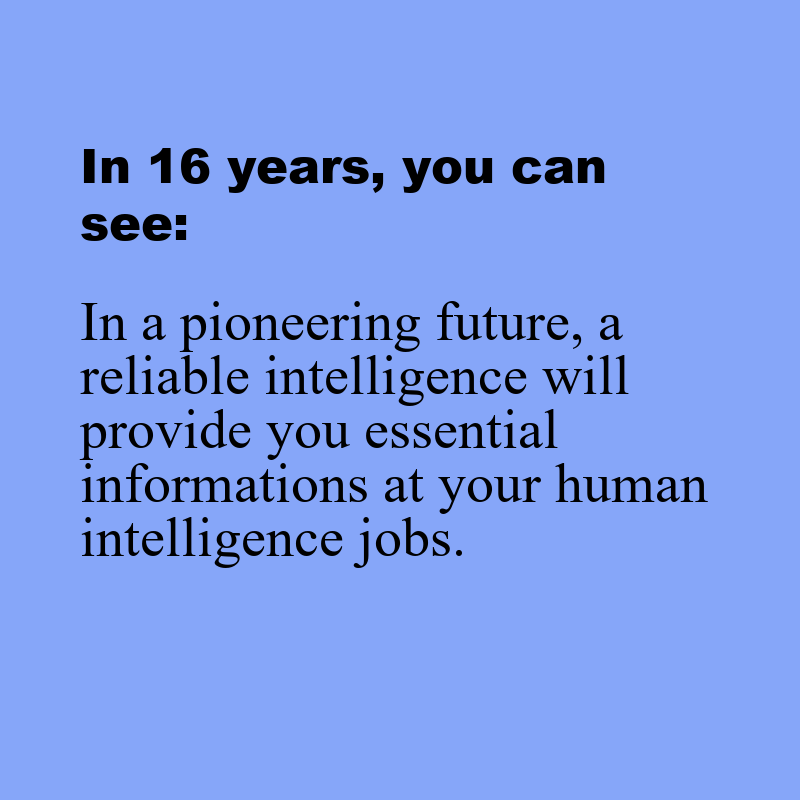 In 16 years, you can
see:
In a pioneering future, a
reliable intelligence will
provide you essential
informations at your human
intelligence jobs.